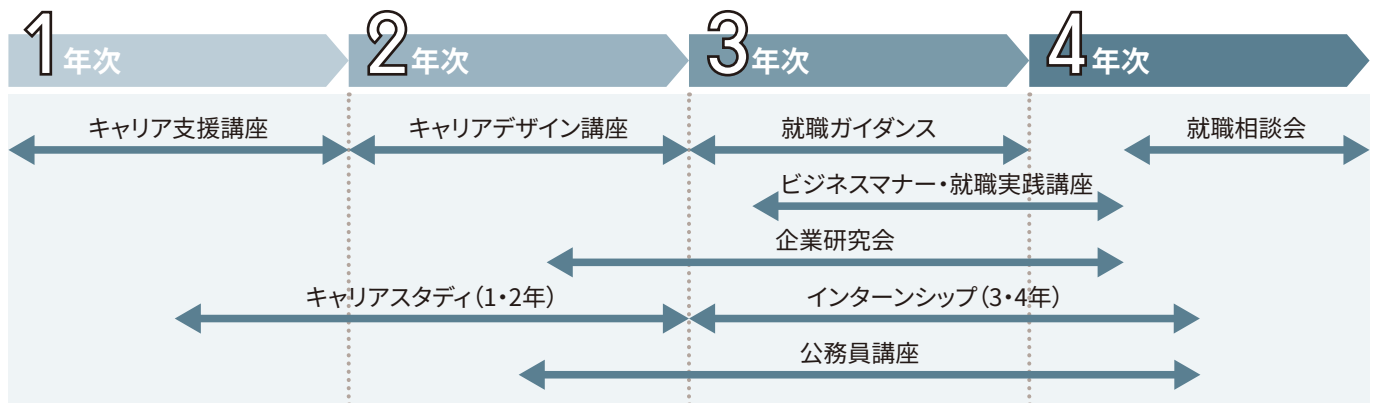 1年次 2年次 3年次 4年次
キャリア支援講座 キャリアデザイン講座 就職ガイダンス 就職相談会
ビジネスマナー・就職実践講座
企業研究会
キャリアスタディ(1・2年) インターンシップ(3・4年)
公務員講座